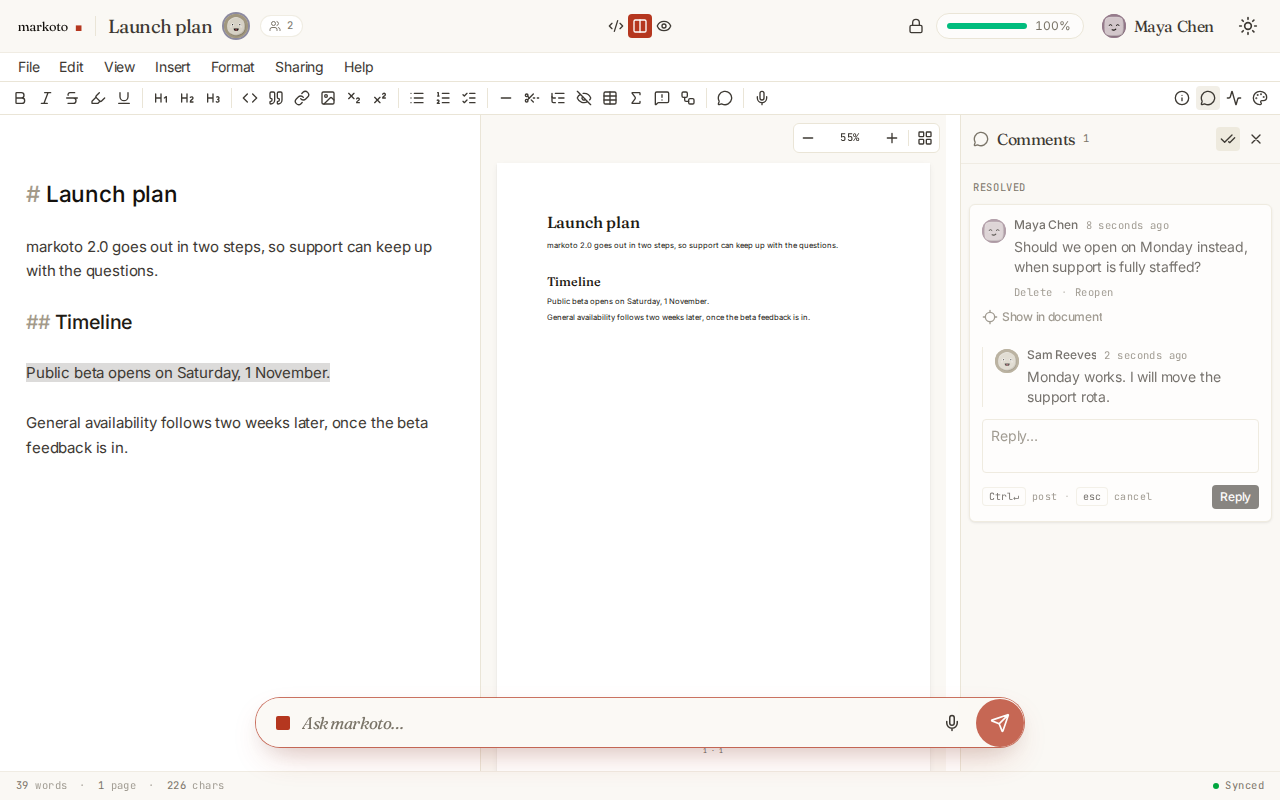 markoto
Launch plan
2
100%
Maya Chen
File Edit View Insert Format Sharing Help
H1 H2 H3
55%
Comments 1
# Launch plan
markoto 2.0 goes out in two steps, so support can keep up
with the questions.
## Timeline
Public beta opens on Saturday, 1 November.
General availability follows two weeks later, once the beta
feedback is in.
Launch plan
markoto 2.0 goes out in two steps, so support can keep up with the questions.
Timeline
Public beta opens on Saturday, 1 November.
General availability follows two weeks later, once the beta feedback is in.
1 · 1
RESOLVED
Maya Chen 8 seconds ago
Should we open on Monday instead,
when support is fully staffed?
Delete · Reopen
Show in document
Sam Reeves 2 seconds ago
Monday works. I will move the
support rota.
Reply...
Ctrl↵ post · esc cancel
Reply
Ask markoto...
39 words · 1 page · 226 chars
Synced